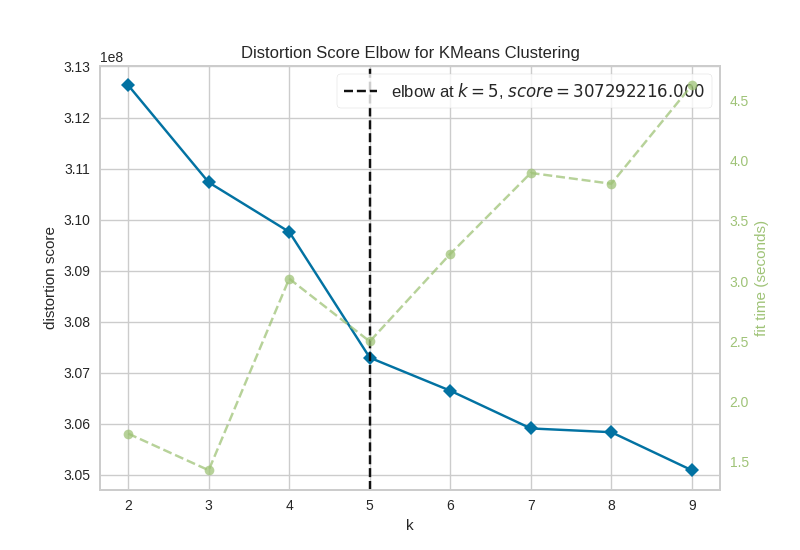 Distortion Score Elbow for KMeans Clustering
1e8
elbow at k = 5, score = 307292216.000
3.13
3.12
3.11
3.10
3.09
3.08
3.07
3.06
3.05
distortion score
4.5
4.0
3.5
3.0
2.5
2.0
1.5
fit time (seconds)
2 3 4 5 6 7 8 9
k